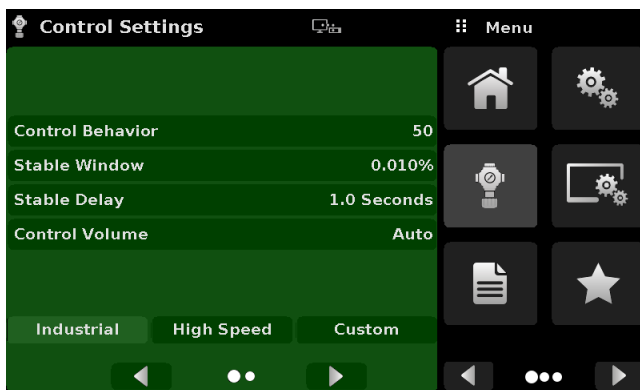 Control Settings
Menu
Control Behavior 50
Stable Window 0.010%
Stable Delay 1.0 Seconds
Control Volume Auto
Industrial High Speed Custom